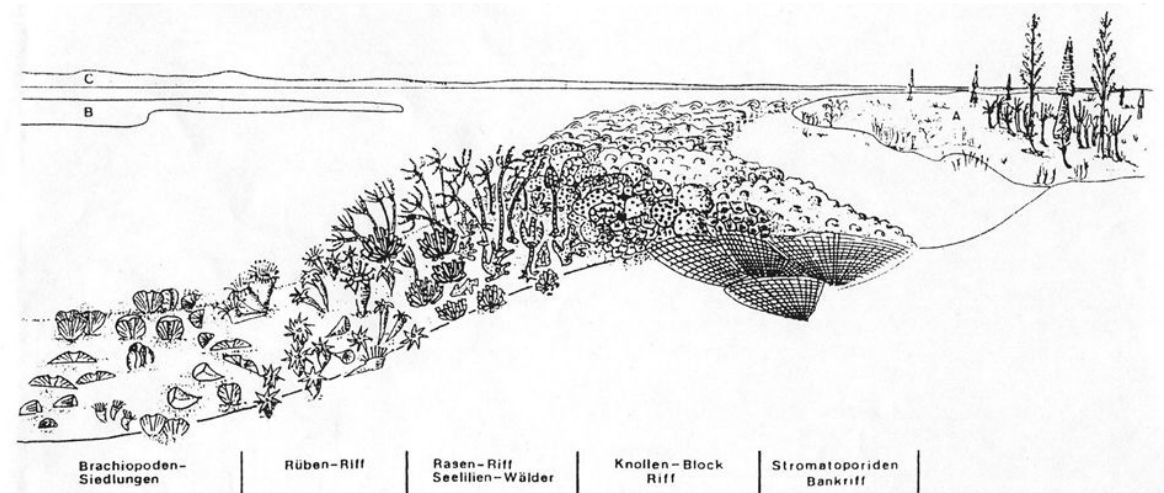 C
B
A
Brachiopoden-
Siedlungen
Rüben-Riff
Rasen-Riff
Seelilien-Wälder
Knollen-Block
Riff
Stromatoporiden
Bankriff